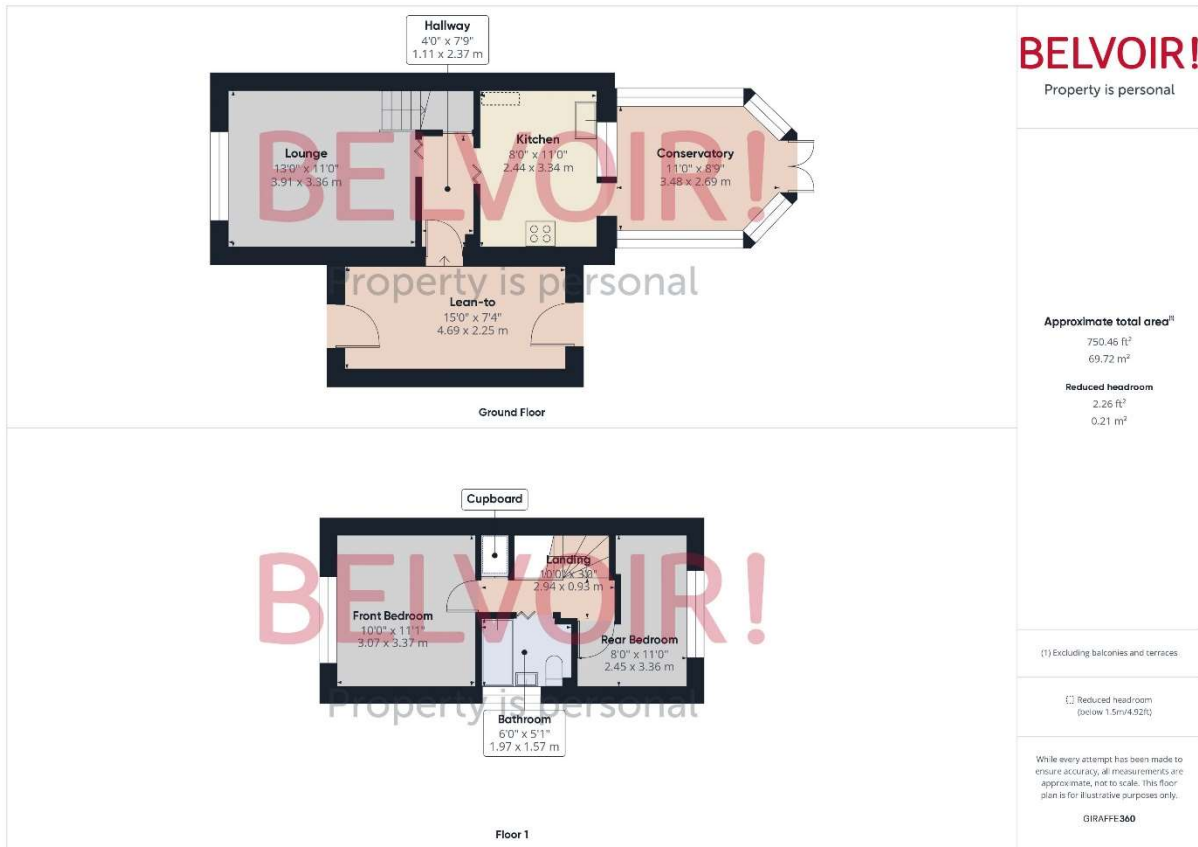 Hallway
4'0" x 7'9"
1.11 x 2.37 m
Lounge
13'0" x 11'0"
3.91 x 3.36 m
Kitchen
8'0" x 11'0"
2.44 x 3.34 m
Conservatory
11'0" x 8'9"
3.48 x 2.69 m
BELVOIR!
Property is personal
Lean-to
15'0" x 7'4"
4.69 x 2.25 m
Ground Floor
Cupboard
Landing
10'0" x 3'0"
2.94 x 0.93 m
Front Bedroom
10'0" x 11'1"
3.07 x 3.37 m
Rear Bedroom
8'0" x 11'0"
2.45 x 3.36 m
BELVOIR!
Property is personal
Bathroom
6'0" x 5'1"
1.97 x 1.57 m
Floor 1
BELVOIR!
Property is personal
Approximate total area(1)
750.46 ft²
69.72 m²
Reduced headroom
2.26 ft²
0.21 m²
(1) Excluding balconies and terraces
Reduced headroom
(below 1.5m/4.92ft)
While every attempt has been made to
ensure accuracy, all measurements are
approximate, not to scale. This floor
plan is for illustrative purposes only.
GIRAFFE360